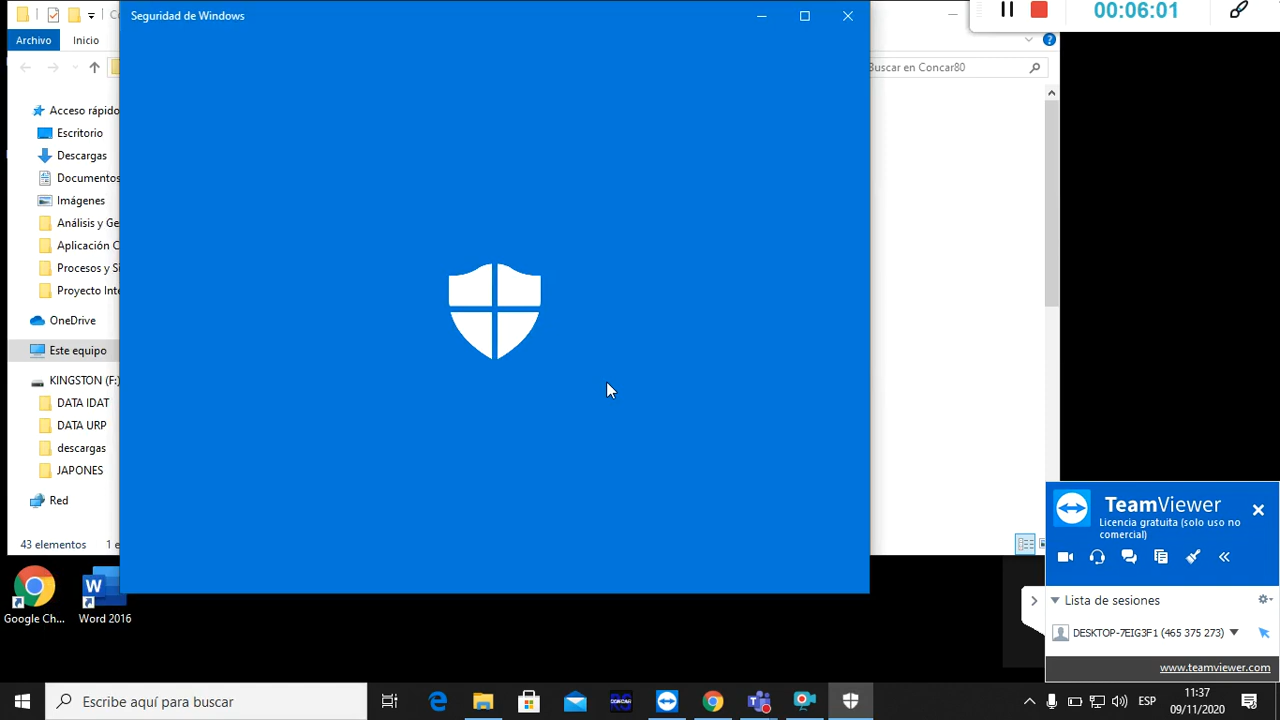 Seguridad de Windows
00:06:01
Archivo
Inicio
Buscar en Concar80
Acceso rápido
Escritorio
Descargas
Documentos
Imágenes
Análisis y Ge
Aplicación C
Procesos y Si
Proyecto Inte
OneDrive
Este equipo
KINGSTON (F:)
DATA IDAT
DATA URP
descargas
JAPONES
Red
43 elementos
1 e
Google Ch...
Word 2016
TeamViewer
Licencia gratuita (solo uso no
comercial)
Lista de sesiones
DESKTOP-7EIG3F1 (465 375 273)
www.teamviewer.com
Escribe aquí para buscar
CONCAR
ESP
11:37
09/11/2020